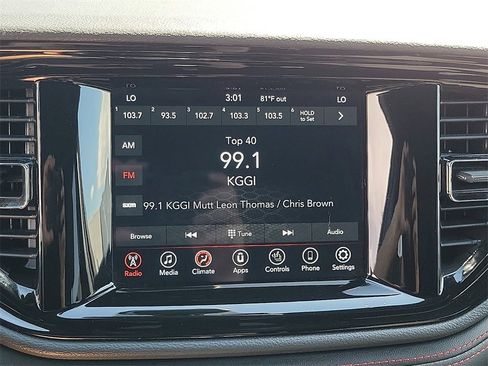 LO 3:01 81°F out LO
1 103.7 2 93.5 3 102.7 4 103.3 5 103.5 6 HOLD to Set
Top 40
AM
99.1
FM
KGGI
sxm 99.1 KGGI Mutt Leon Thomas / Chris Brown
Browse Tune Audio
Radio Media Climate Apps Controls Phone Settings